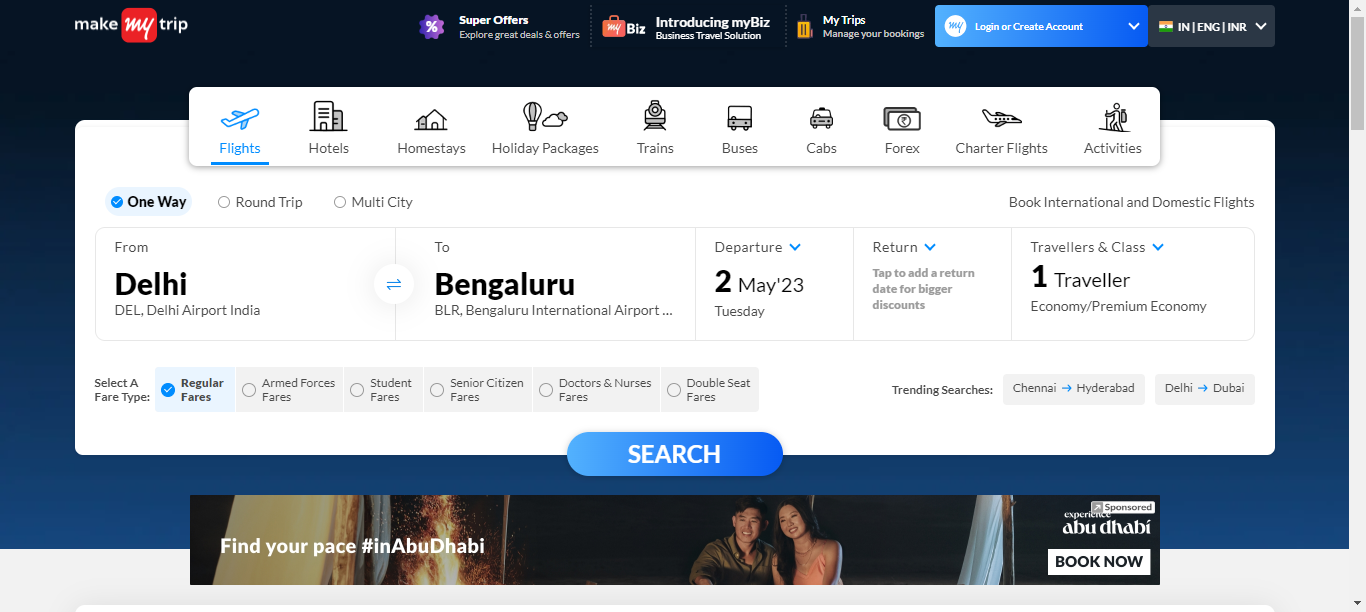 make my trip
Super Offers
Explore great deals & offers
my Biz
Introducing myBiz
Business Travel Solution
My Trips
Manage your bookings
my Login or Create Account
IN | ENG | INR
Flights
Hotels
Homestays
Holiday Packages
Trains
Buses
Cabs
Forex
Charter Flights
Activities
One Way
Round Trip
Multi City
Book International and Domestic Flights
From
Delhi
DEL, Delhi Airport India
To
Bengaluru
BLR, Bengaluru International Airport ...
Departure
2 May'23
Tuesday
Return
Tap to add a return
date for bigger
discounts
Travellers & Class
1 Traveller
Economy/Premium Economy
Select A
Fare Type:
Regular
Fares
Armed Forces
Fares
Student
Fares
Senior Citizen
Fares
Doctors & Nurses
Fares
Double Seat
Fares
Trending Searches:
Chennai → Hyderabad
Delhi → Dubai
SEARCH
Find your pace #inAbuDhabi
Sponsored
experience
abu dhabi
BOOK NOW